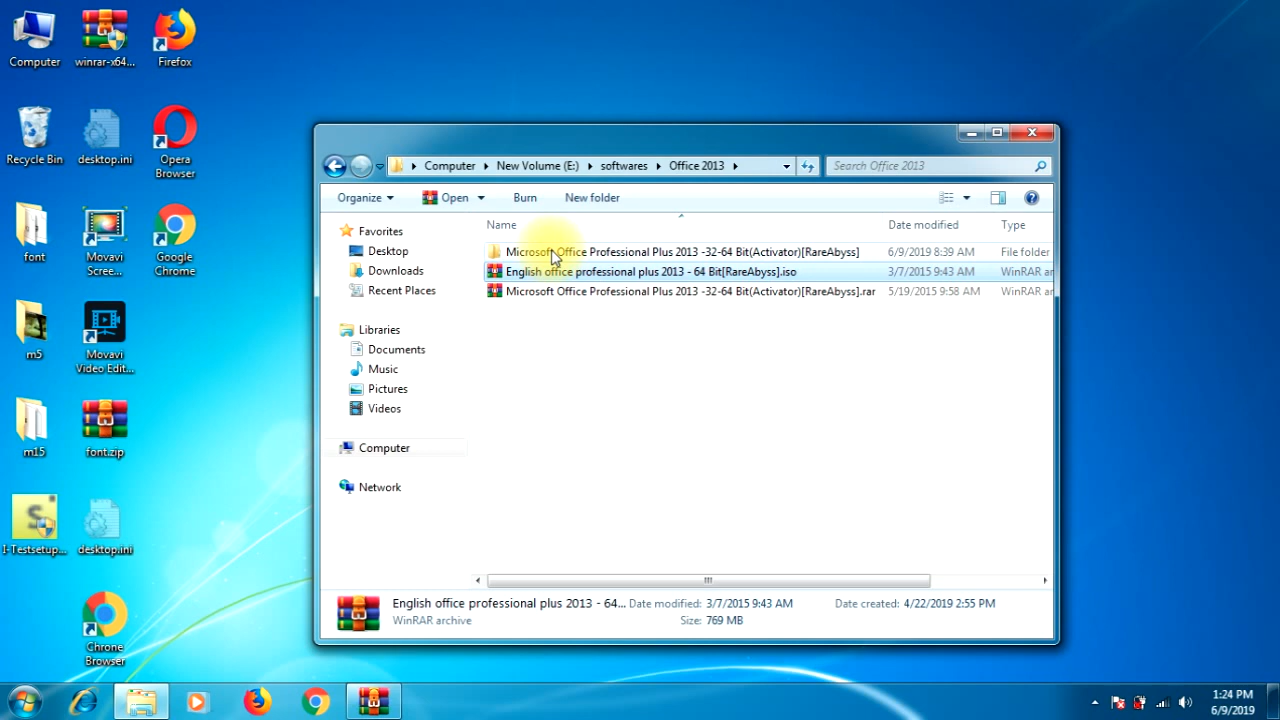 Computer
winrar-x64...
Firefox
Recycle Bin
desktop.ini
Opera
Browser
font
Movavi
Scree...
Google
Chrome
m5
Movavi
Video Edit...
m15
font.zip
I-Testsetup...
desktop.ini
Chrone
Browser
Computer New Volume (E:) softwares Office 2013
Search Office 2013
Organize Open Burn New folder
Favorites
Desktop
Downloads
Recent Places
Libraries
Documents
Music
Pictures
Videos
Computer
Network
Name Date modified Type
Microsoft Office Professional Plus 2013 -32-64 Bit(Activator)[RareAbyss] 6/9/2019 8:39 AM File folder
English office professional plus 2013 - 64 Bit[RareAbyss].iso 3/7/2015 9:43 AM WinRAR ar
Microsoft Office Professional Plus 2013 -32-64 Bit(Activator)[RareAbyss].rar 5/19/2015 9:58 AM WinRAR ar
English office professional plus 2013 - 64... Date modified: 3/7/2015 9:43 AM Date created: 4/22/2019 2:55 PM
WinRAR archive Size: 769 MB
1:24 PM
6/9/2019